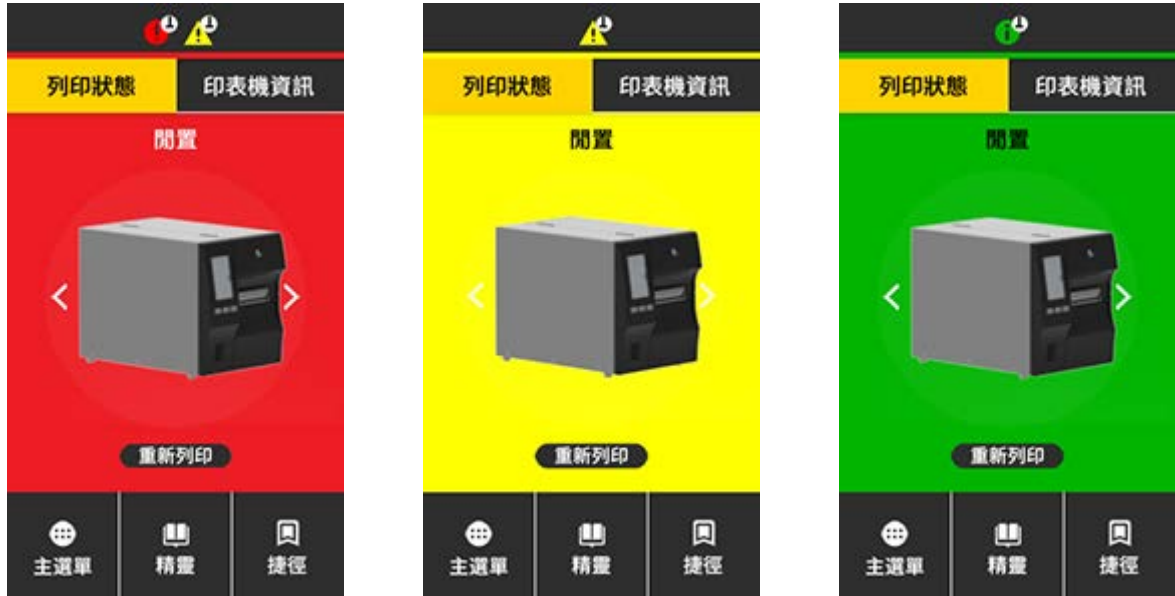 列印狀態 印表機資訊
閒置
重新列印
主選單 精靈 捷徑
列印狀態 印表機資訊
閒置
重新列印
主選單 精靈 捷徑
列印狀態 印表機資訊
閒置
重新列印
主選單 精靈 捷徑